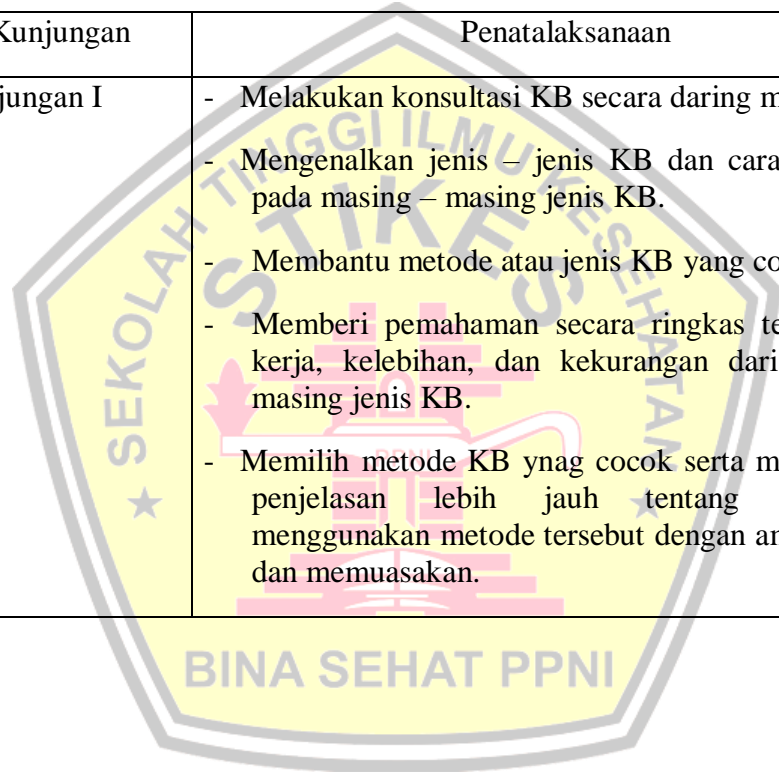 Kunjungan Penatalaksanaan
jungan I - Melakukan konsultasi KB secara daring m
- Mengenalkan jenis – jenis KB dan cara
pada masing – masing jenis KB.
- Membantu metode atau jenis KB yang co
- Memberi pemahaman secara ringkas te
kerja, kelebihan, dan kekurangan dari
masing jenis KB.
- Memilih metode KB ynag cocok serta m
penjelasan lebih jauh tentang
menggunakan metode tersebut dengan a
dan memuasakan.
SEKOLAH TINGGI ILMU KESEHATAN
STIKES
PPNI
BINA SEHAT PPNI